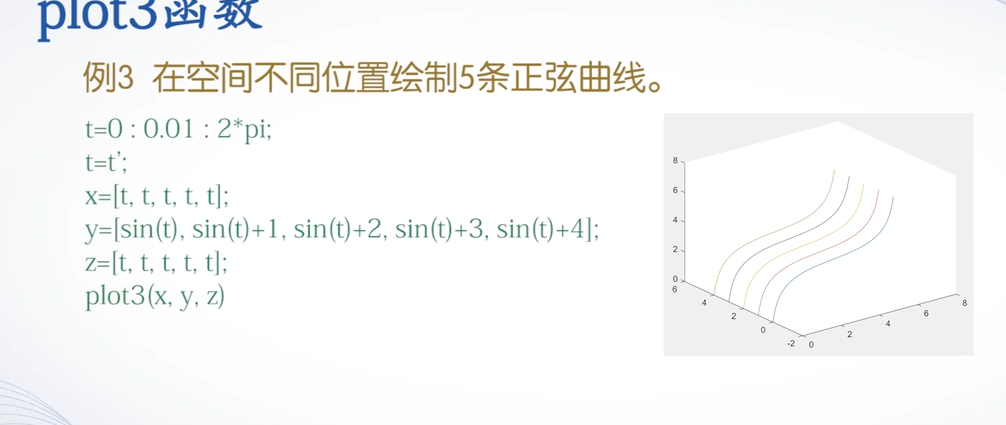 plot3函数
例3 在空间不同位置绘制5条正弦曲线。
t=0 : 0.01 : 2*pi;
t=t’;
x=[t, t, t, t, t];
y=[sin(t), sin(t)+1, sin(t)+2, sin(t)+3, sin(t)+4];
z=[t, t, t, t, t];
plot3(x, y, z)
8
6
4
2
0
6
4
2
0
-2
0
2
4
6
8